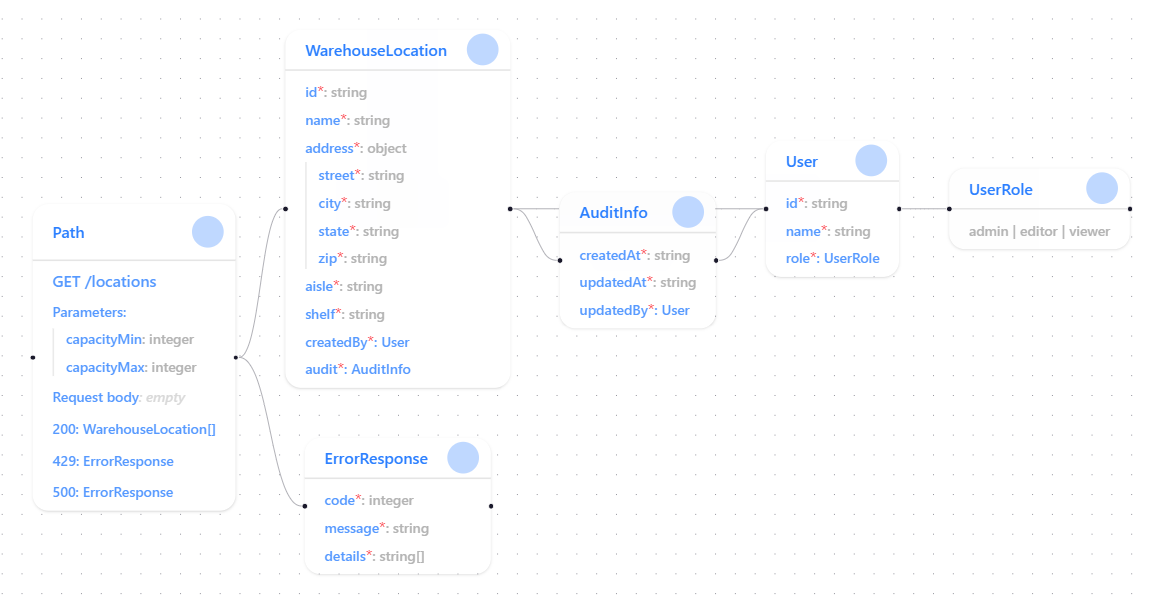 Path
GET /locations
Parameters:
capacityMin: integer
capacityMax: integer
Request body: empty
200: WarehouseLocation[]
429: ErrorResponse
500: ErrorResponse
WarehouseLocation
id*: string
name*: string
address*: object
street*: string
city*: string
state*: string
zip*: string
aisle*: string
shelf*: string
createdBy*: User
audit*: AuditInfo
ErrorResponse
code*: integer
message*: string
details*: string[]
AuditInfo
createdAt*: string
updatedAt*: string
updatedBy*: User
User
id*: string
name*: string
role*: UserRole
UserRole
admin | editor | viewer